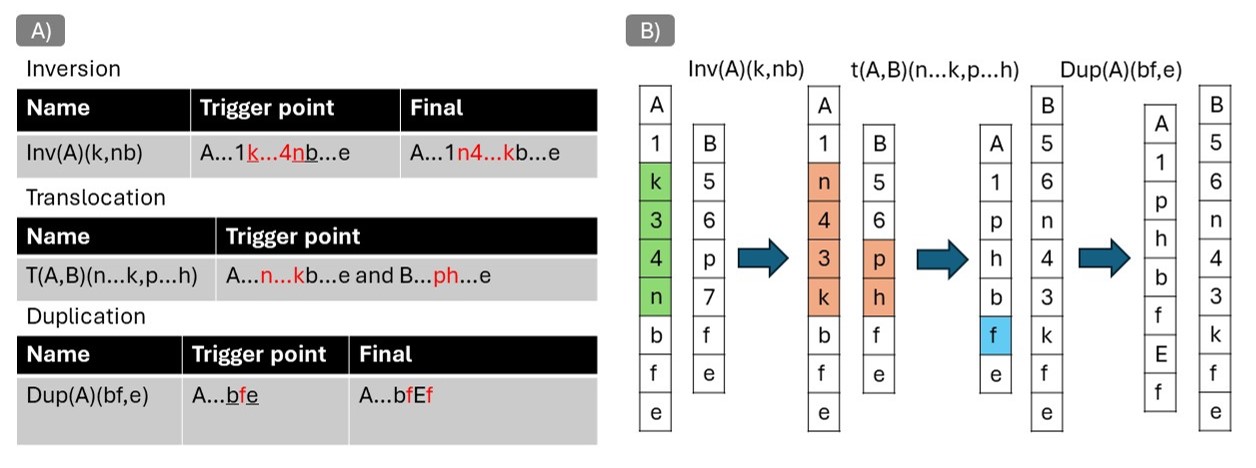 A)
Inversion
Name Trigger point Final
Inv(A)(k,nb) A...1k...4nb...e A...1n4...kb...e
Translocation
Name Trigger point
T(A,B)(n...k,p...h) A...n...kb...e and B...ph...e
Duplication
Name Trigger point Final
Dup(A)(bf,e) A...bfe A...bfEf
B)
Inv(A)(k,nb) t(A,B)(n...k,p...h) Dup(A)(bf,e)
A
1
k
3
4
n
b
f
e
B
5
6
p
7
f
e
A
1
n
4
3
k
b
f
e
B
5
6
p
h
f
e
A
1
p
h
b
f
e
B
5
6
n
4
3
k
f
e
A
1
p
h
b
f
E
f
B
5
6
n
4
3
k
f
e